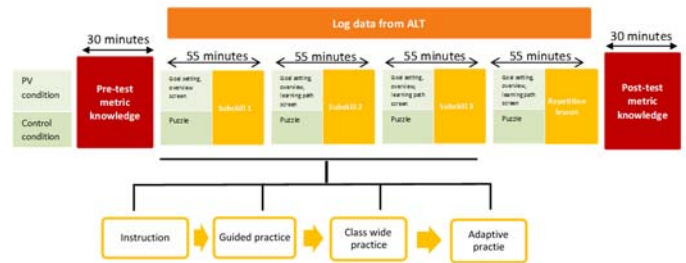 Log data from ALT
30 minutes
55 minutes
55 minutes
55 minutes
55 minutes
30 minutes
PV
condition
Control
condition
Pre-test
metric
knowledge
Goal setting,
overview
screen
Puzzle
Subskill 1
Goal setting,
overview,
learning path
screen
Puzzle
Subskill 2
Goal setting,
overview,
learning path
screen
Puzzle
Subskill 3
Goal setting,
overview,
learning path
screen
Puzzle
Repetition
lesson
Post-test
metric
knowledge
Instruction
Guided practice
Class wide
practice
Adaptive
practie